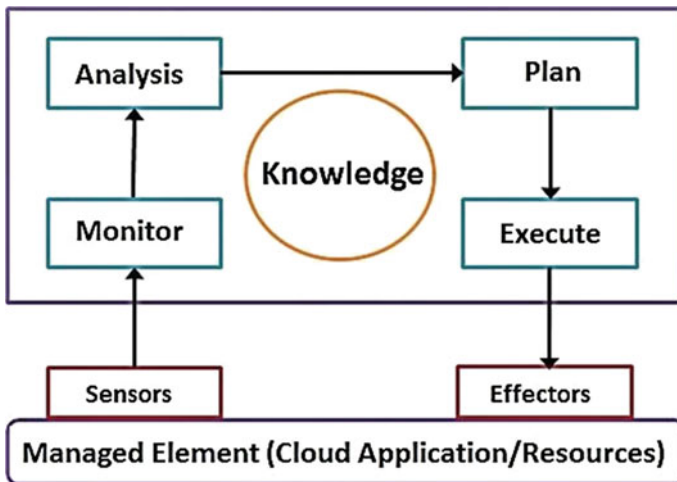 Analysis
Plan
Knowledge
Monitor
Execute
Sensors
Effectors
Managed Element (Cloud Application/Resources)